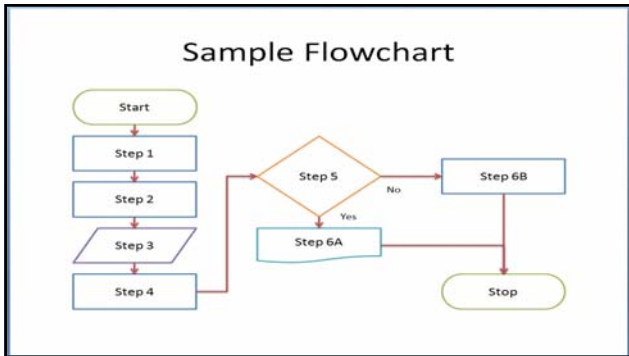 Sample Flowchart
Start
Step 1
Step 2
Step 3
Step 4
Step 5
No
Yes
Step 6A
Step 6B
Stop